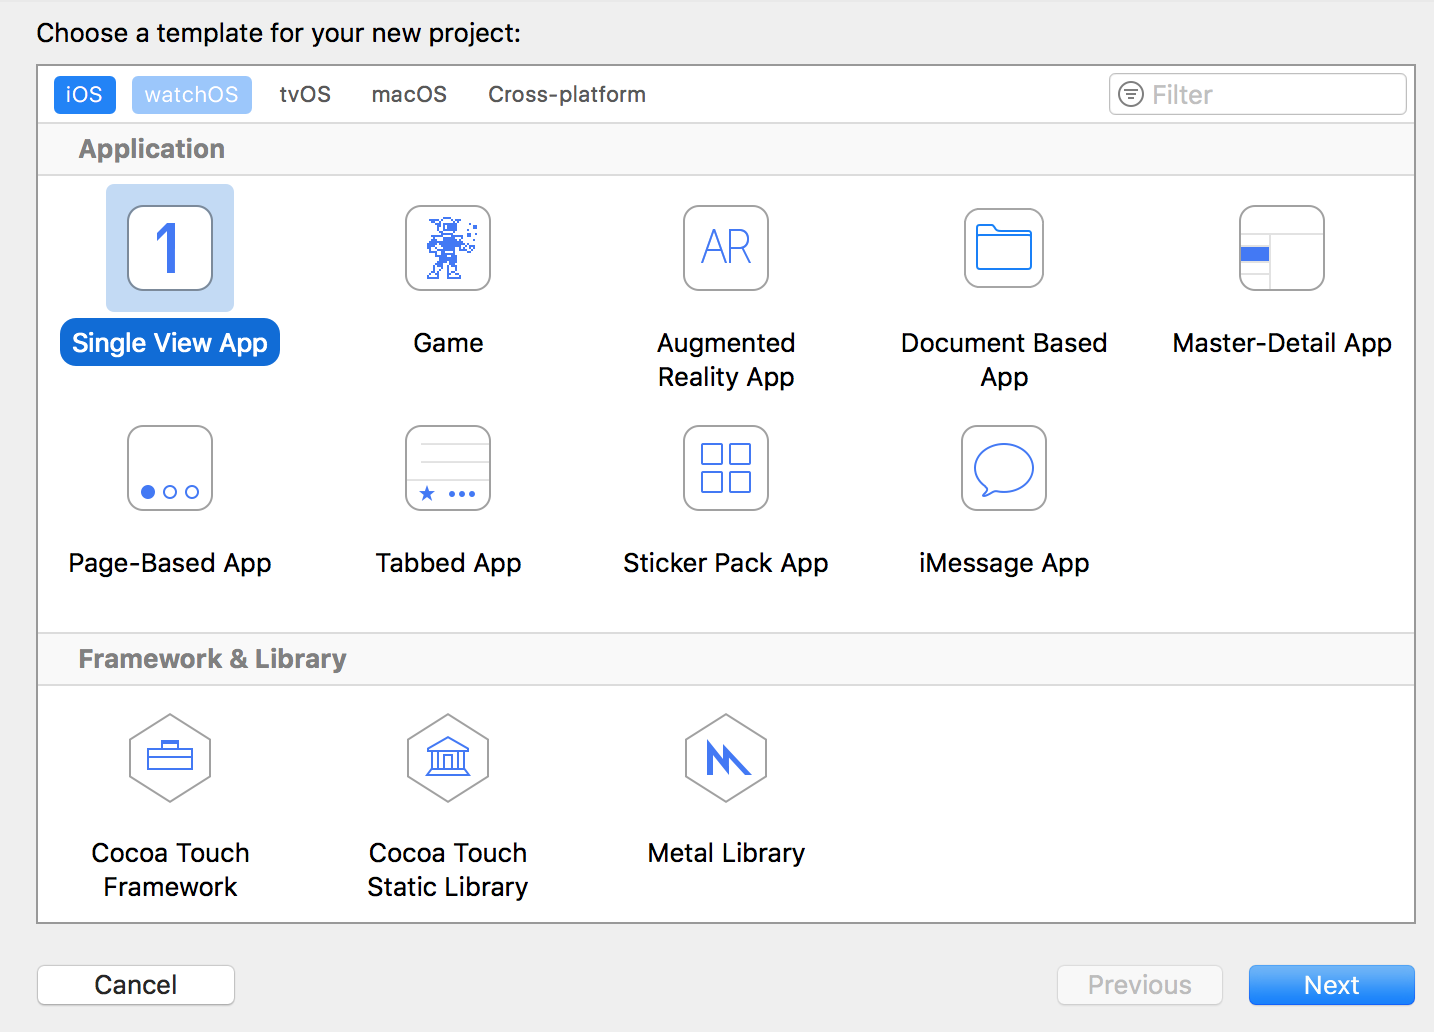 Choose a template for your new project:
iOS watchOS tvOS macOS Cross-platform Filter
Application
1 AR
Single View App Game Augmented Document Based Master-Detail App
Reality App App
Page-Based App Tabbed App Sticker Pack App iMessage App
Framework & Library
Cocoa Touch Cocoa Touch Metal Library
Framework Static Library
Cancel Previous Next